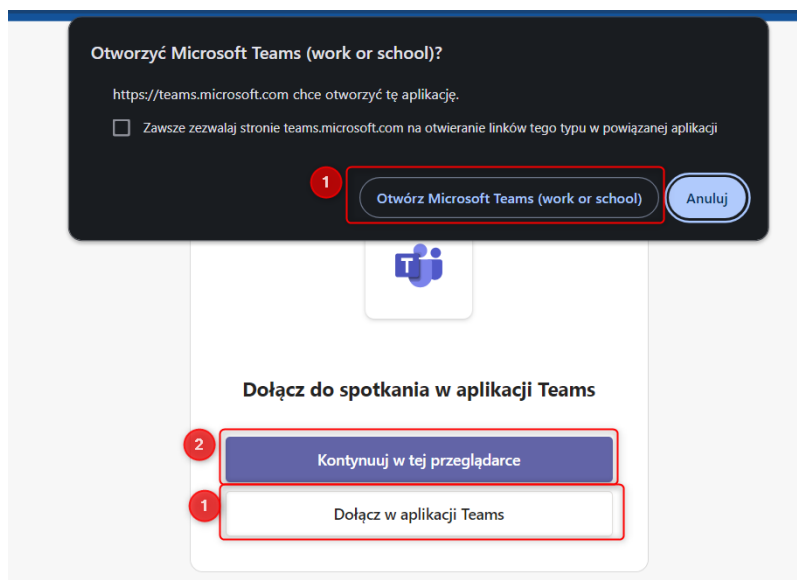 Otworzyć Microsoft Teams (work or school)?
https://teams.microsoft.com chce otworzyć tę aplikację.
Zawsze zezwalaj stronie teams.microsoft.com na otwieranie linków tego typu w powiązanej aplikacji
1
Otwórz Microsoft Teams (work or school)
Anuluj
T
Dołącz do spotkania w aplikacji Teams
2
Kontynuuj w tej przeglądarce
1
Dołącz w aplikacji Teams